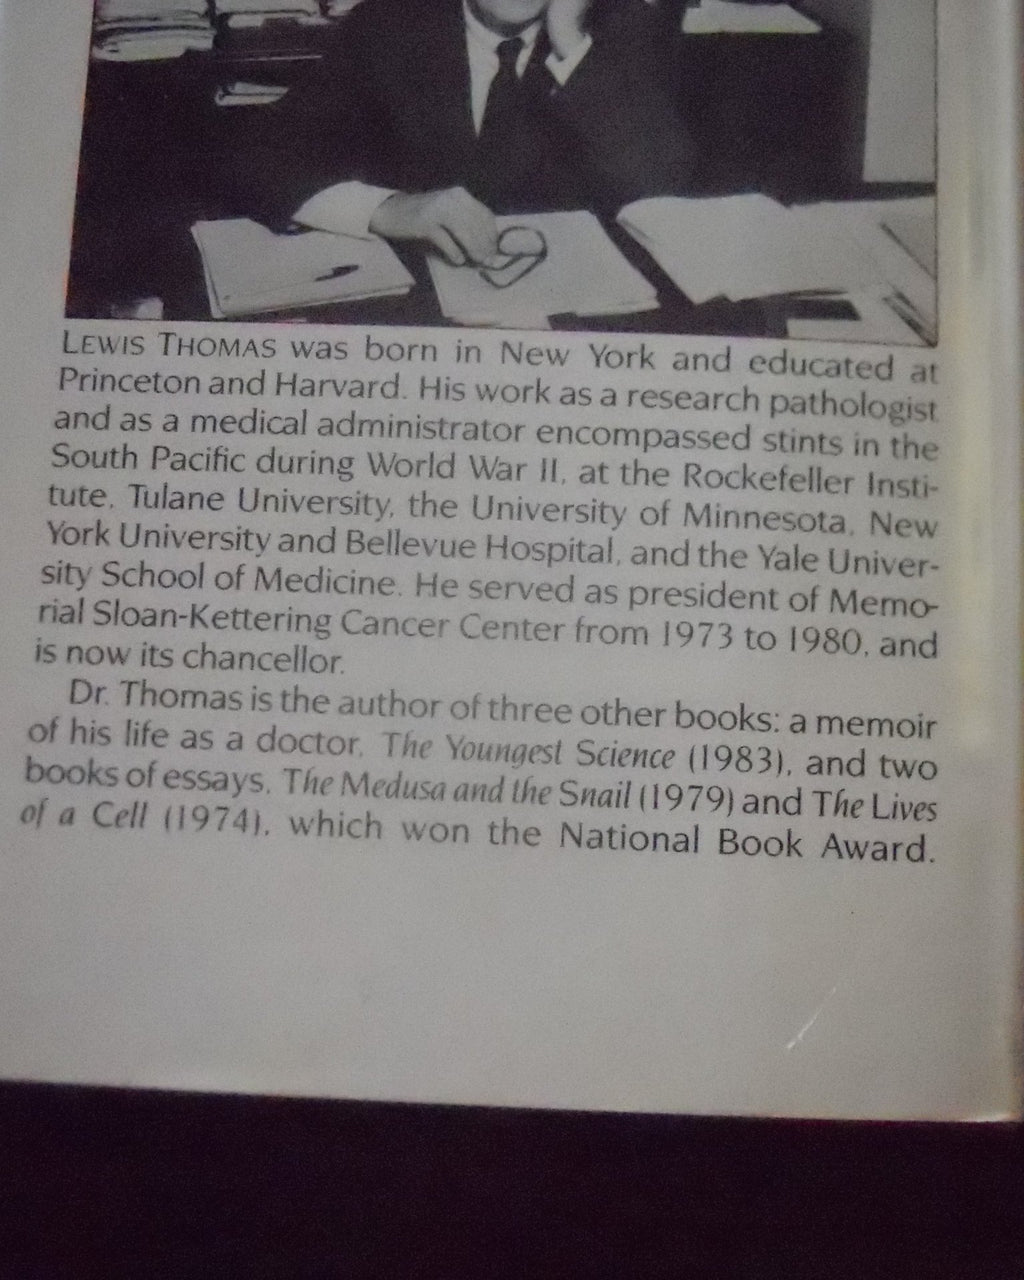 LEWIS THOMAS was born in New York and educated at
Princeton and Harvard. His work as a research pathologist
and as a medical administrator encompassed stints in the
South Pacific during World War II, at the Rockefeller Insti-
tute, Tulane University, the University of Minnesota, New
York University and Bellevue Hospital, and the Yale Univer-
sity School of Medicine. He served as president of Memo-
rial Sloan-Kettering Cancer Center from 1973 to 1980, and
is now its chancellor.
Dr. Thomas is the author of three other books: a memoir
of his life as a doctor, The Youngest Science (1983), and two
books of essays, The Medusa and the Snail (1979) and The Lives
of a Cell (1974), which won the National Book Award.